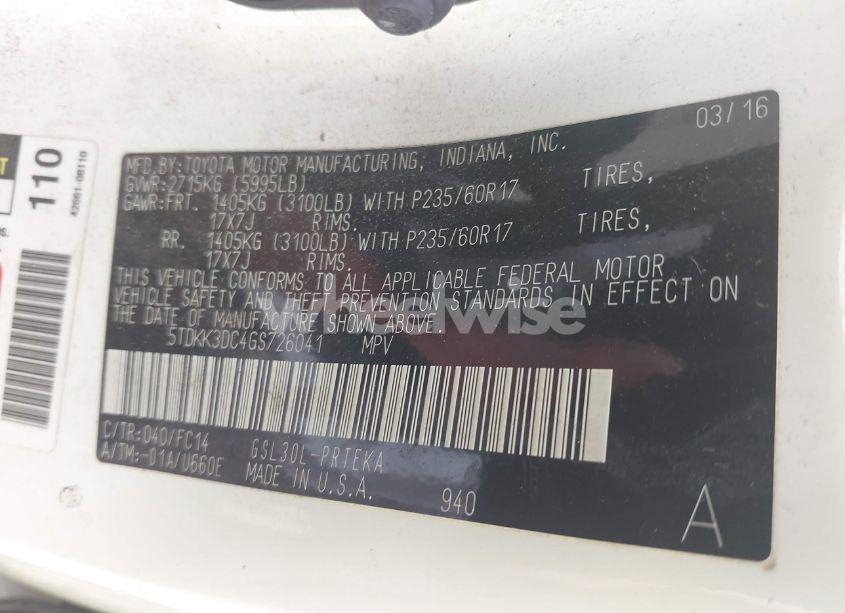 03/16
MFD.BY:TOYOTA MOTOR MANUFACTURING, INDIANA, INC.
GVWR:2715KG (5995LB)
GAWR:FRT. 1405KG (3100LB) WITH P235/60R17 TIRES,
17X7J RIMS.
RR. 1405KG (3100LB) WITH P235/60R17 TIRES,
17X7J RIMS.
THIS VEHICLE CONFORMS TO ALL APPLICABLE FEDERAL MOTOR
VEHICLE SAFETY AND THEFT PREVENTION STANDARDS IN EFFECT ON
THE DATE OF MANUFACTURE SHOWN ABOVE.
5TDKK3DC4GS726041 MPV
C/TR:040/FC14 GSL30L-PRTEKA
A/TM:-01A/U660E MADE IN U.S.A. 940
A
110
42661-08110